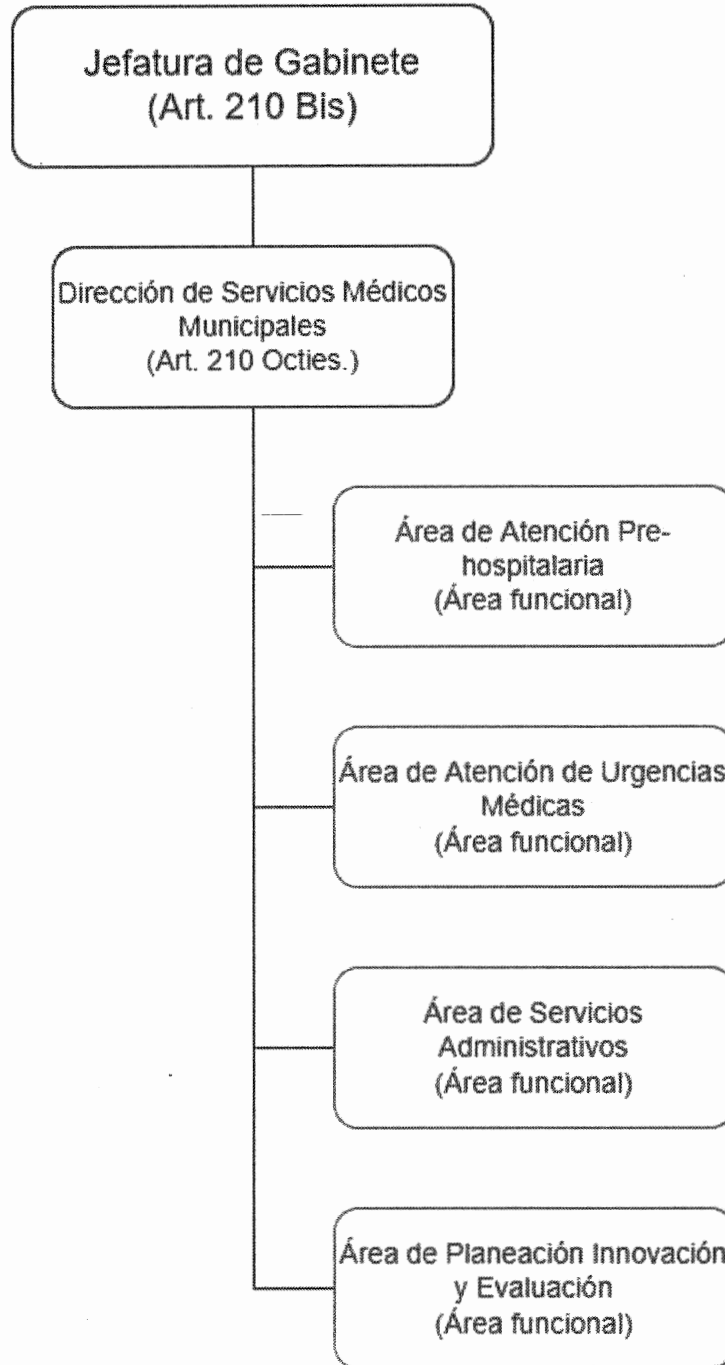 Jefatura de Gabinete
(Art. 210 Bis)
Dirección de Servicios Médicos
Municipales
(Art. 210 Octies.)
Área de Atención Pre-
hospitalaria
(Área funcional)
Área de Atención de Urgencias
Médicas
(Área funcional)
Área de Servicios
Administrativos
(Área funcional)
Área de Planeación Innovación
y Evaluación
(Área funcional)